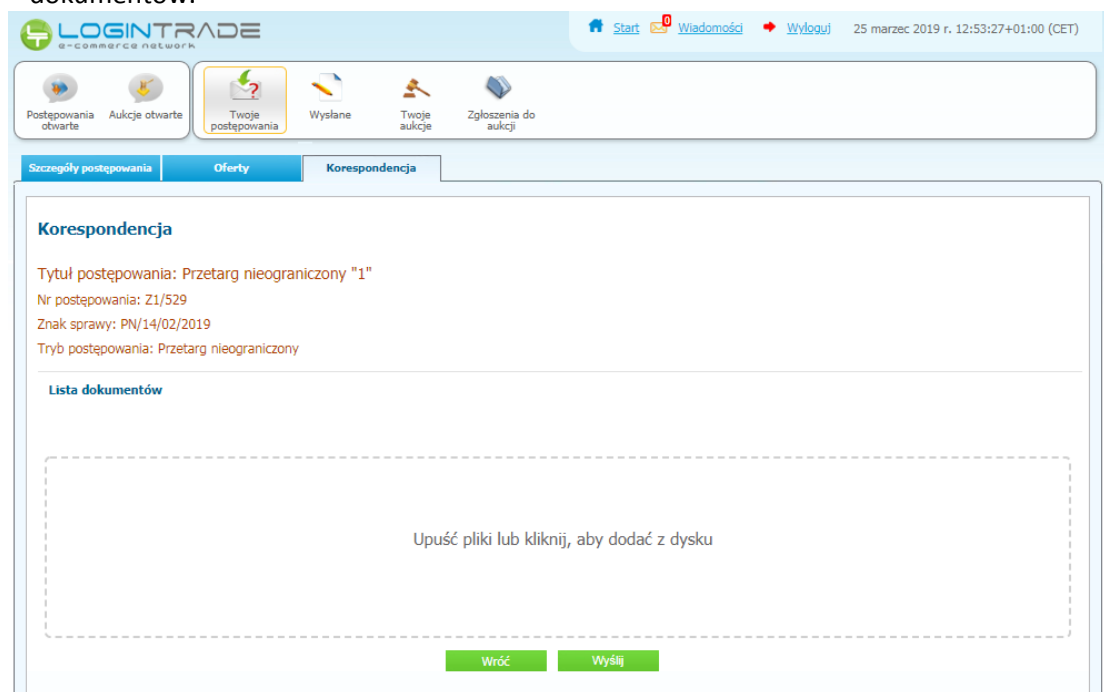 dokumentów.
LOGINTRADE
e-commerce network
Start 0 Wiadomości Wyloguj 25 marzec 2019 r. 12:53:27+01:00 (CET)
Postępowania otwarte
Aukcje otwarte
Twoje postępowania
Wysłane
Twoje aukcje
Zgłoszenia do aukcji
Szczegóły postępowania Oferty Korespondencja
Korespondencja
Tytuł postępowania: Przetarg nieograniczony "1"
Nr postępowania: Z1/529
Znak sprawy: PN/14/02/2019
Tryb postępowania: Przetarg nieograniczony
Lista dokumentów
Upuść pliki lub kliknij, aby dodać z dysku
Wróć Wyślij